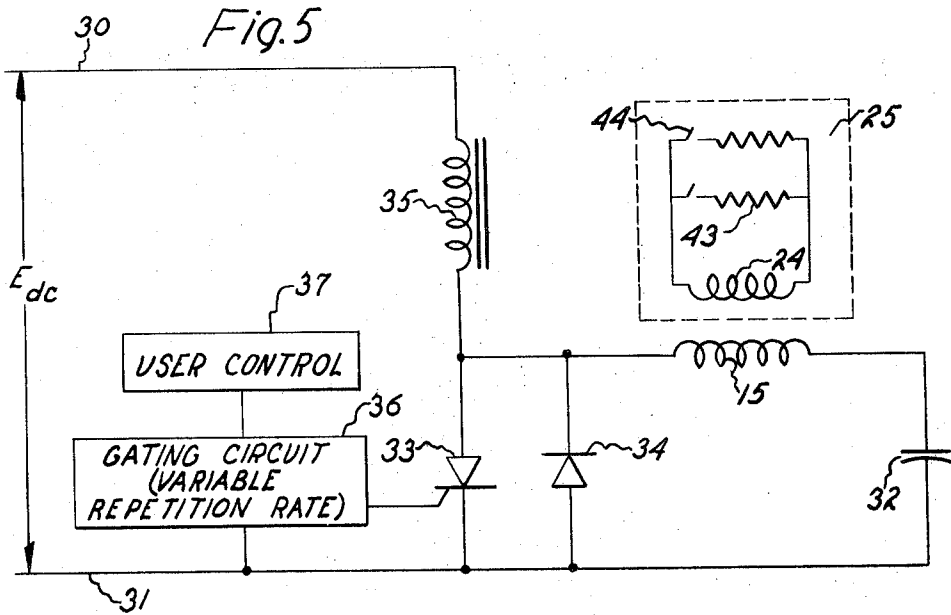 Fig.5
30
44
25
35
43
24
Edc
37
USER CONTROL
15
36
33
34
GATING CIRCUIT
(VARIABLE
REPETITION RATE)
32
31